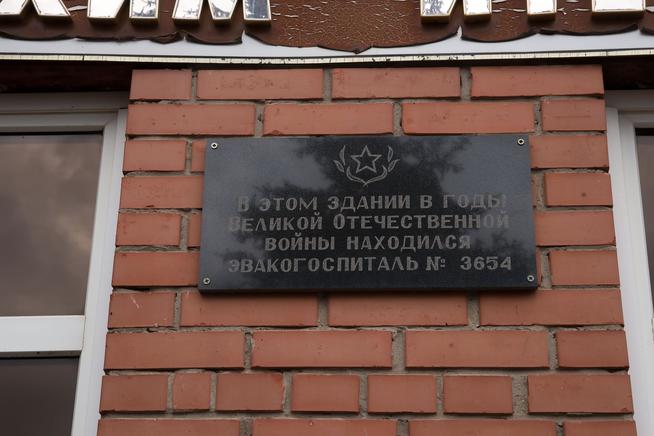 В ЭТОМ ЗДАНИИ В ГОДЫ
ВЕЛИКОЙ ОТЕЧЕСТВЕННОЙ
ВОЙНЫ НАХОДИЛСЯ
ЭВАКОГОСПИТАЛЬ № 3654